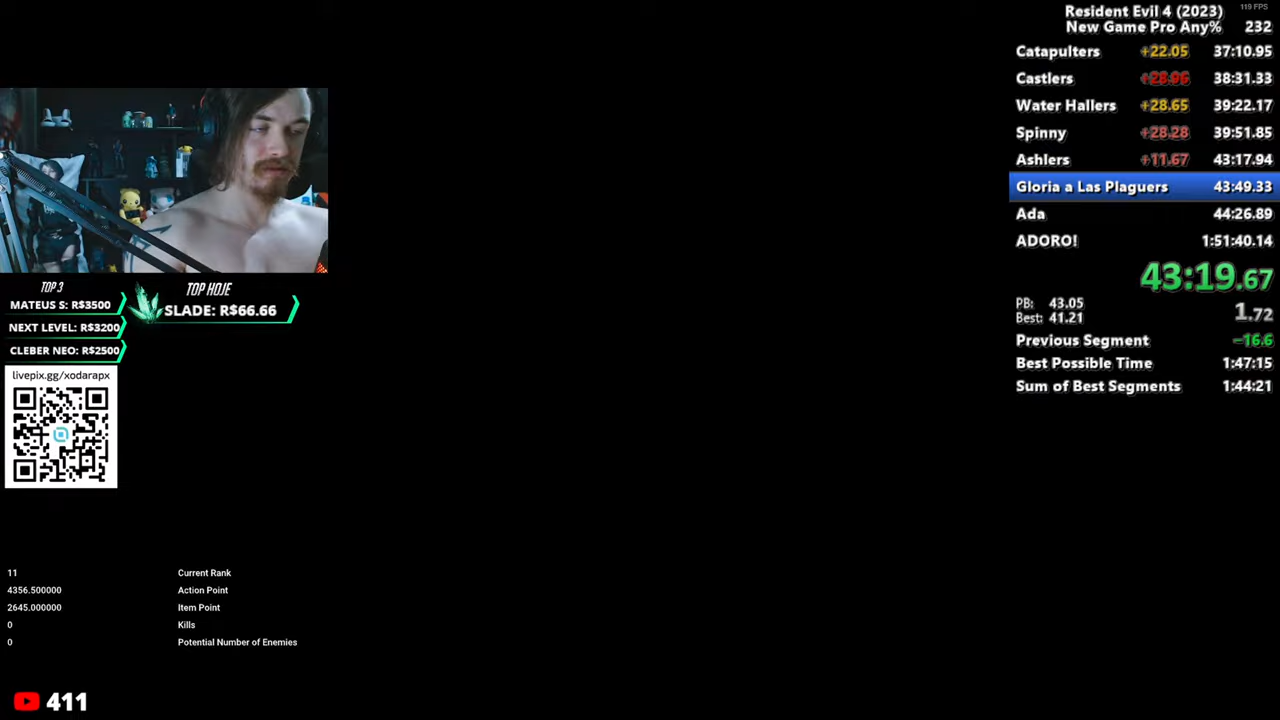 119 FPS
Resident Evil 4 (2023)
New Game Pro Any% 232
Catapulters +22.05 37:10.95
Castlers +28.06 38:31.33
Water Hallers +28.65 39:22.17
Spinny +28.28 39:51.85
Ashlers +11.67 43:17.94
Gloria a Las Plaguers 43:49.33
Ada 44:26.89
ADORO! 1:51:40.14
43:19.67
PB: 43.05
Best: 41.21
1.72
Previous Segment -16.6
Best Possible Time 1:47:15
Sum of Best Segments 1:44:21
TOP 3
MATEUS S: R$3500
NEXT LEVEL: R$3200
CLEBER NEO: R$2500
TOP HOJE
SLADE: R$66.66
livepix.gg/xodarapx
11 Current Rank
4356.500000 Action Point
2645.000000 Item Point
0 Kills
0 Potential Number of Enemies
411